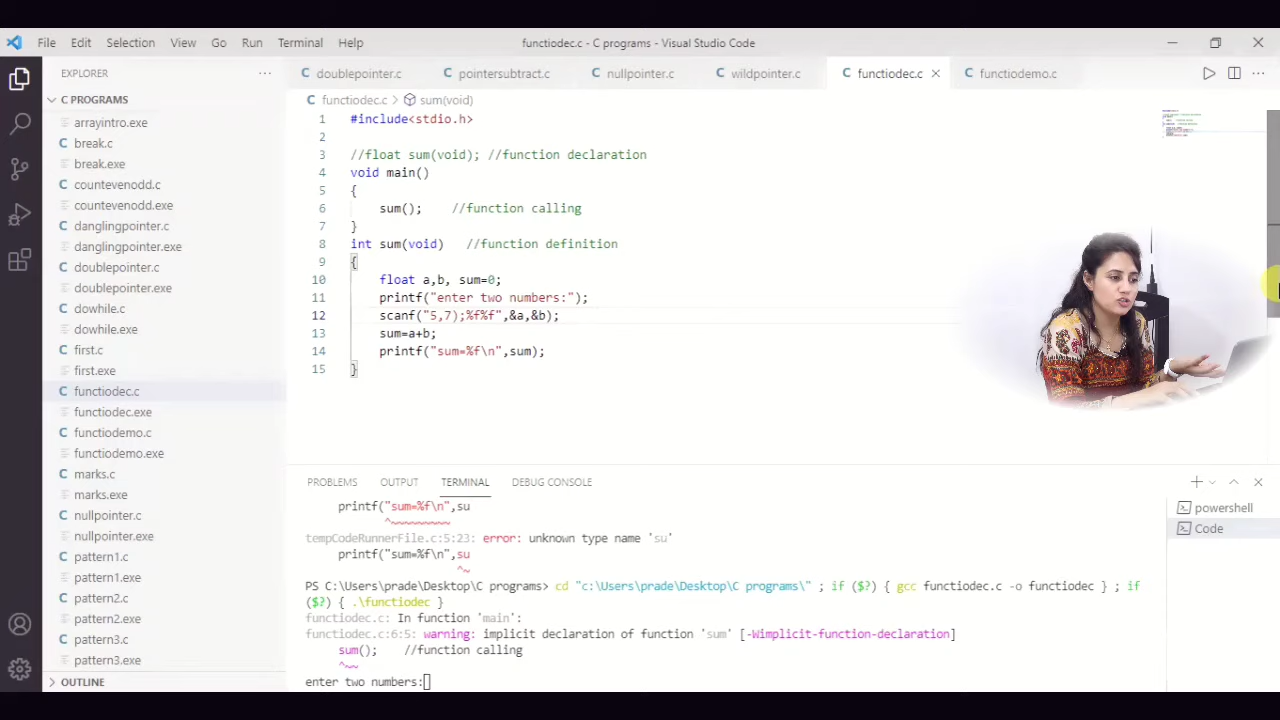 File Edit Selection View Go Run Terminal Help functiodec.c - C programs - Visual Studio Code
EXPLORER
doublepointer.c pointersubtract.c nullpointer.c wildpointer.c functiodec.c functiodemo.c
C PROGRAMS
arrayintro.exe
break.c
break.exe
countevenodd.c
countevenodd.exe
danglingpointer.c
danglingpointer.exe
doublepointer.c
doublepointer.exe
dowhile.c
dowhile.exe
first.c
first.exe
functiodec.c
functiodec.exe
functiodemo.c
functiodemo.exe
marks.c
marks.exe
nullpointer.c
nullpointer.exe
pattern1.c
pattern1.exe
pattern2.c
pattern2.exe
pattern3.c
pattern3.exe
OUTLINE
functiodec.c > sum(void)
1 #include<stdio.h>
2
3 //float sum(void); //function declaration
4 void main()
5 {
6 sum(); //function calling
7 }
8 int sum(void) //function definition
9 {
10 float a,b, sum=0;
11 printf("enter two numbers:");
12 scanf("5,7);%f%f",&a,&b);
13 sum=a+b;
14 printf("sum=%f\n",sum);
15 }
PROBLEMS OUTPUT TERMINAL DEBUG CONSOLE
printf("sum=%f\n",su
^~~~~~~~~~
tempCodeRunnerFile.c:5:23: error: unknown type name 'su'
printf("sum=%f\n",su
^~
PS C:\Users\prade\Desktop\C programs> cd "c:\Users\prade\Desktop\C programs\" ; if ($?) { gcc functiodec.c -o functiodec } ; if
($?) { .\functiodec }
functiodec.c: In function 'main':
functiodec.c:6:5: warning: implicit declaration of function 'sum' [-Wimplicit-function-declaration]
sum(); //function calling
^~~
enter two numbers:
powershell
Code